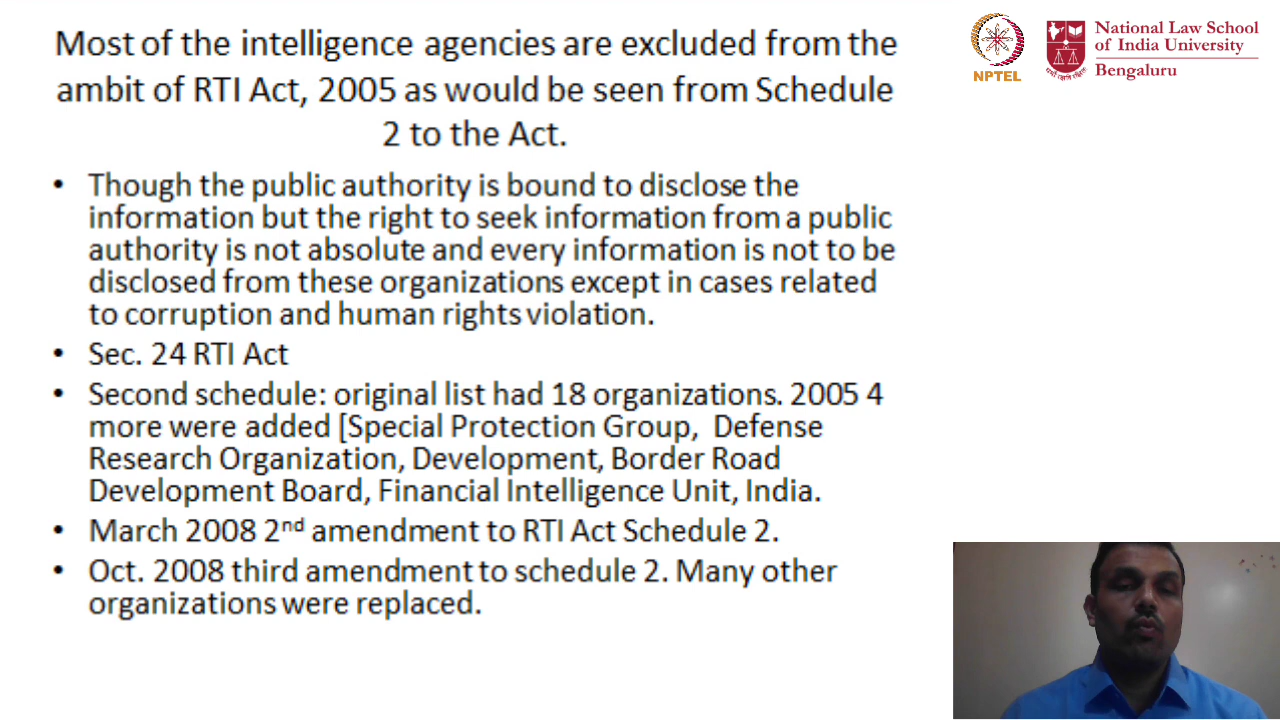 Most of the intelligence agencies are excluded from the
ambit of RTI Act, 2005 as would be seen from Schedule
2 to the Act.
• Though the public authority is bound to disclose the
information but the right to seek information from a public
authority is not absolute and every information is not to be
disclosed from these organizations except in cases related
to corruption and human rights violation.
• Sec. 24 RTI Act
• Second schedule: original list had 18 organizations. 2005 4
more were added [Special Protection Group, Defense
Research Organization, Development, Border Road
Development Board, Financial Intelligence Unit, India.
• March 2008 2nd amendment to RTI Act Schedule 2.
• Oct. 2008 third amendment to schedule 2. Many other
organizations were replaced.
NPTEL
National Law School
of India University
Bengaluru